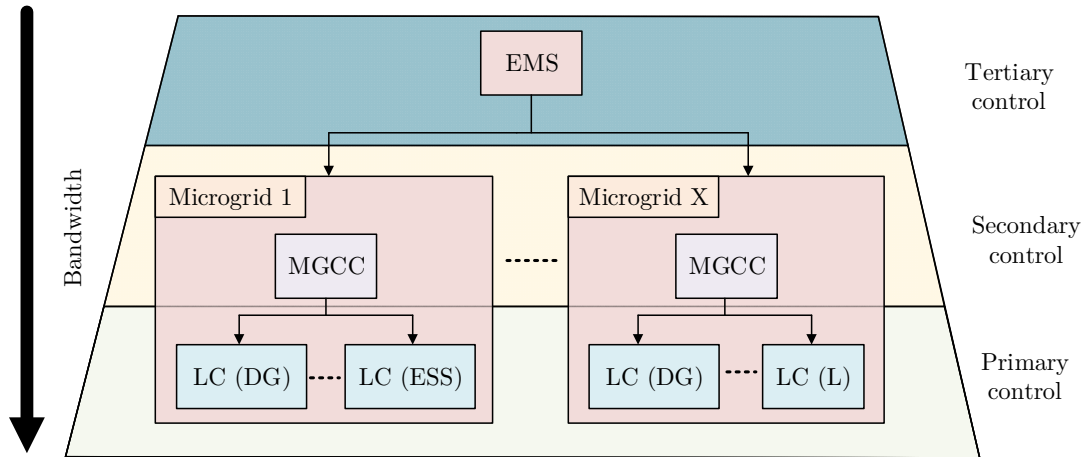 EMS
Tertiary
control
Bandwidth
Microgrid 1
Microgrid X
MGCC
MGCC
Secondary
control
LC (DG)
LC (ESS)
LC (DG)
LC (L)
Primary
control